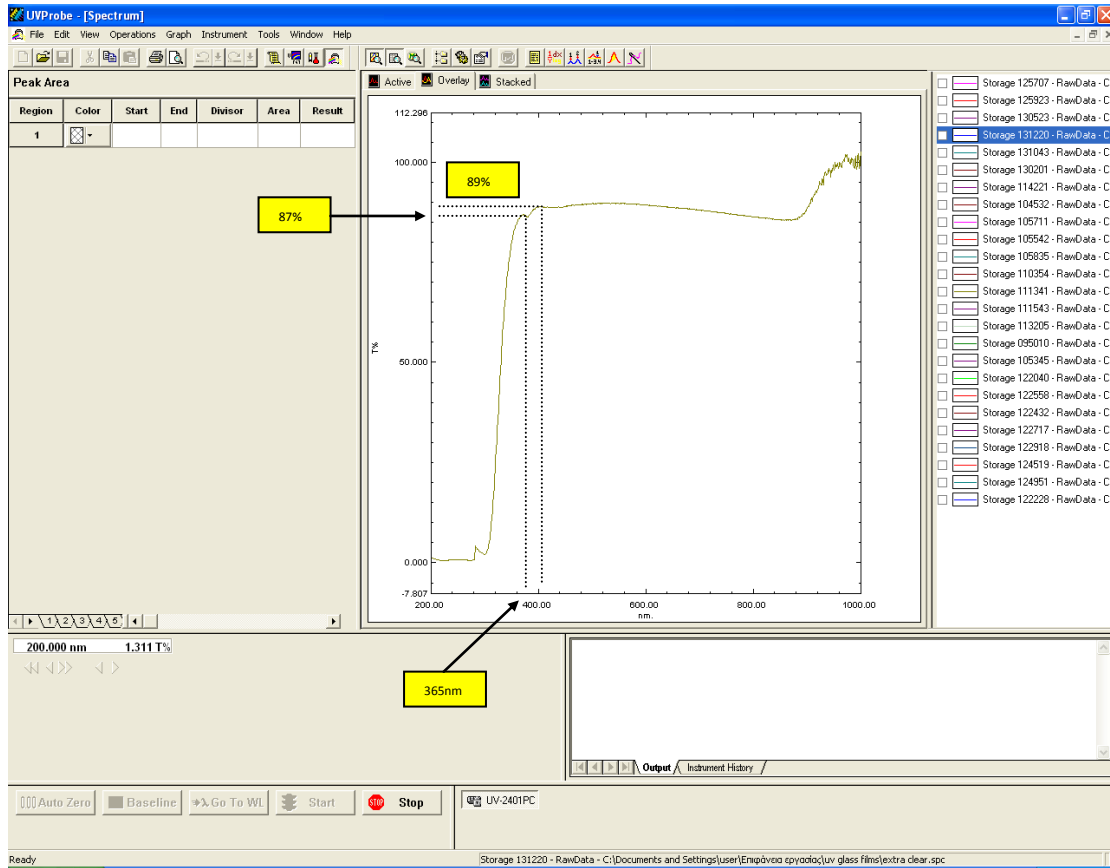 UVProbe - [Spectrum]
File Edit View Operations Graph Instrument Tools Window Help
Peak Area
Region Color Start End Divisor Area Result
1
1 2 3 4 5
Active Overlay Stacked
112.296
100.000
50.000
0.000
-7.807
T%
200.00 400.00 600.00 800.00 1000.00
nm.
89%
87%
365nm
Storage 125707 - RawData - C
Storage 125923 - RawData - C
Storage 130523 - RawData - C
Storage 131220 - RawData - C
Storage 131043 - RawData - C
Storage 130201 - RawData - C
Storage 114221 - RawData - C
Storage 104532 - RawData - C
Storage 105711 - RawData - C
Storage 105542 - RawData - C
Storage 105835 - RawData - C
Storage 110354 - RawData - C
Storage 111341 - RawData - C
Storage 111543 - RawData - C
Storage 113205 - RawData - C
Storage 095010 - RawData - C
Storage 105345 - RawData - C
Storage 122040 - RawData - C
Storage 122558 - RawData - C
Storage 122432 - RawData - C
Storage 122717 - RawData - C
Storage 122918 - RawData - C
Storage 124519 - RawData - C
Storage 124951 - RawData - C
Storage 122228 - RawData - C
200.000 nm 1.311 T%
Output Instrument History
Auto Zero Baseline Go To WL Start STOP Stop
UV-2401PC
Ready
Storage 131220 - RawData - C:\Documents and Settings\user\Επιφάνεια εργασίας\uv glass films\extra clear.spc